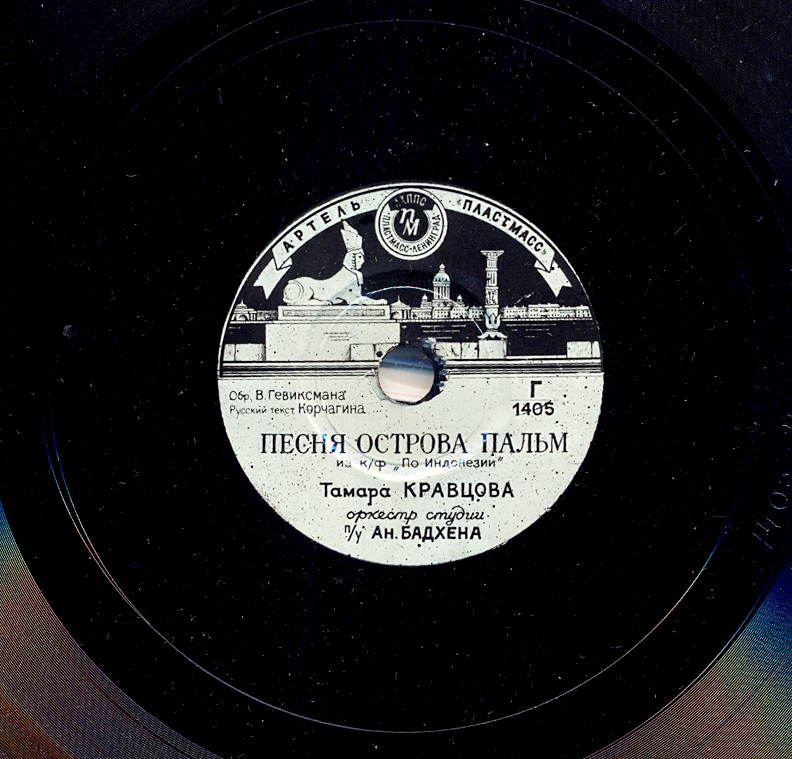 АРТЕЛЬ «ПЛАСТМАСС»
ЛХППС
ПМ
ПЛАСТМАСС-ЛЕНИНГРАД
Обр. В. Гевиксмана
Русский текст Корчагина
Г
1405
ПЕСНЯ ОСТРОВА ПАЛЬМ
из к/ф „По Индонезии"
Тамара КРАВЦОВА
оркестр студии
п/у Ан. БАДХЕНА